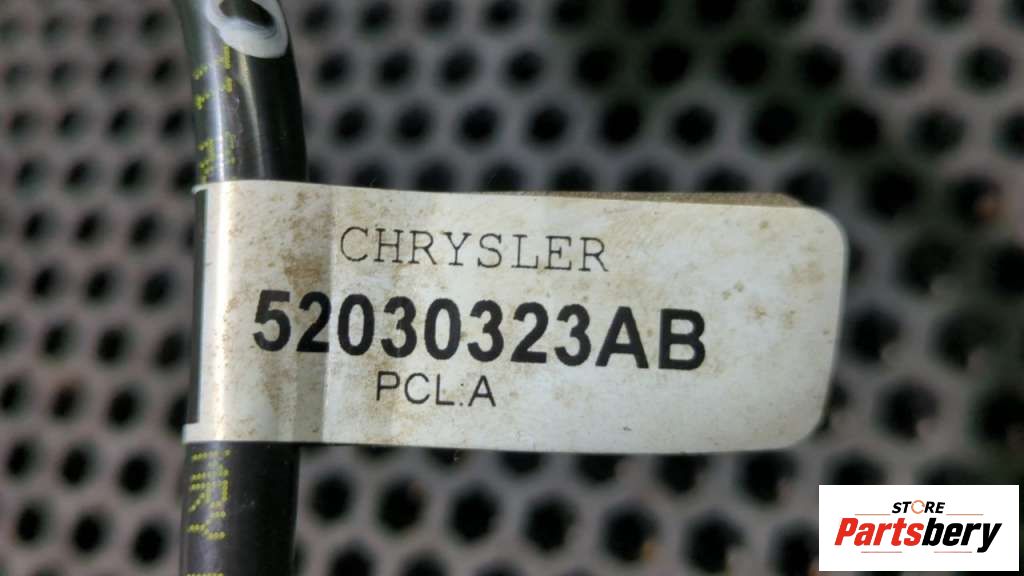 CHRYSLER
52030323AB
PCL:A
STORE
Partsbery